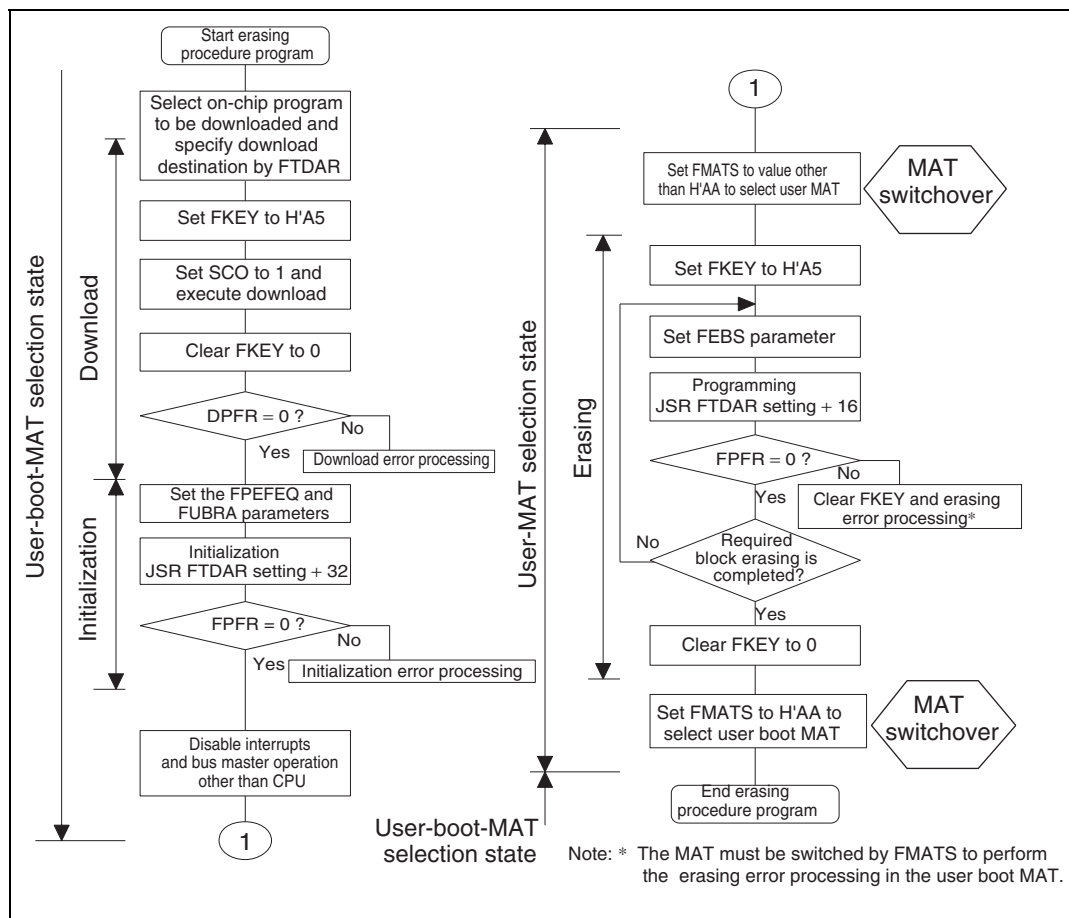 Start erasing
procedure program
Select on-chip program
to be downloaded and
specify download
destination by FTDAR
Set FKEY to H'A5
Set SCO to 1 and
execute download
Clear FKEY to 0
DPFR = 0 ?
No
Yes
Download error processing
Set the FPEFEQ and
FUBRA parameters
Initialization
JSR FTDAR setting + 32
FPFR = 0 ?
No
Yes
Initialization error processing
Disable interrupts
and bus master operation
other than CPU
1
User-boot-MAT selection state
Download
Initialization
1
Set FMATS to value other
than H'AA to select user MAT
MAT
switchover
Set FKEY to H'A5
Set FEBS parameter
Programming
JSR FTDAR setting + 16
FPFR = 0 ?
No
Yes
Clear FKEY and erasing
error processing*
No
Required
block erasing is
completed?
Yes
Clear FKEY to 0
Set FMATS to H'AA to
select user boot MAT
MAT
switchover
End erasing
procedure program
User-MAT selection state
Erasing
User-boot-MAT
selection state
Note: * The MAT must be switched by FMATS to perform
the erasing error processing in the user boot MAT.